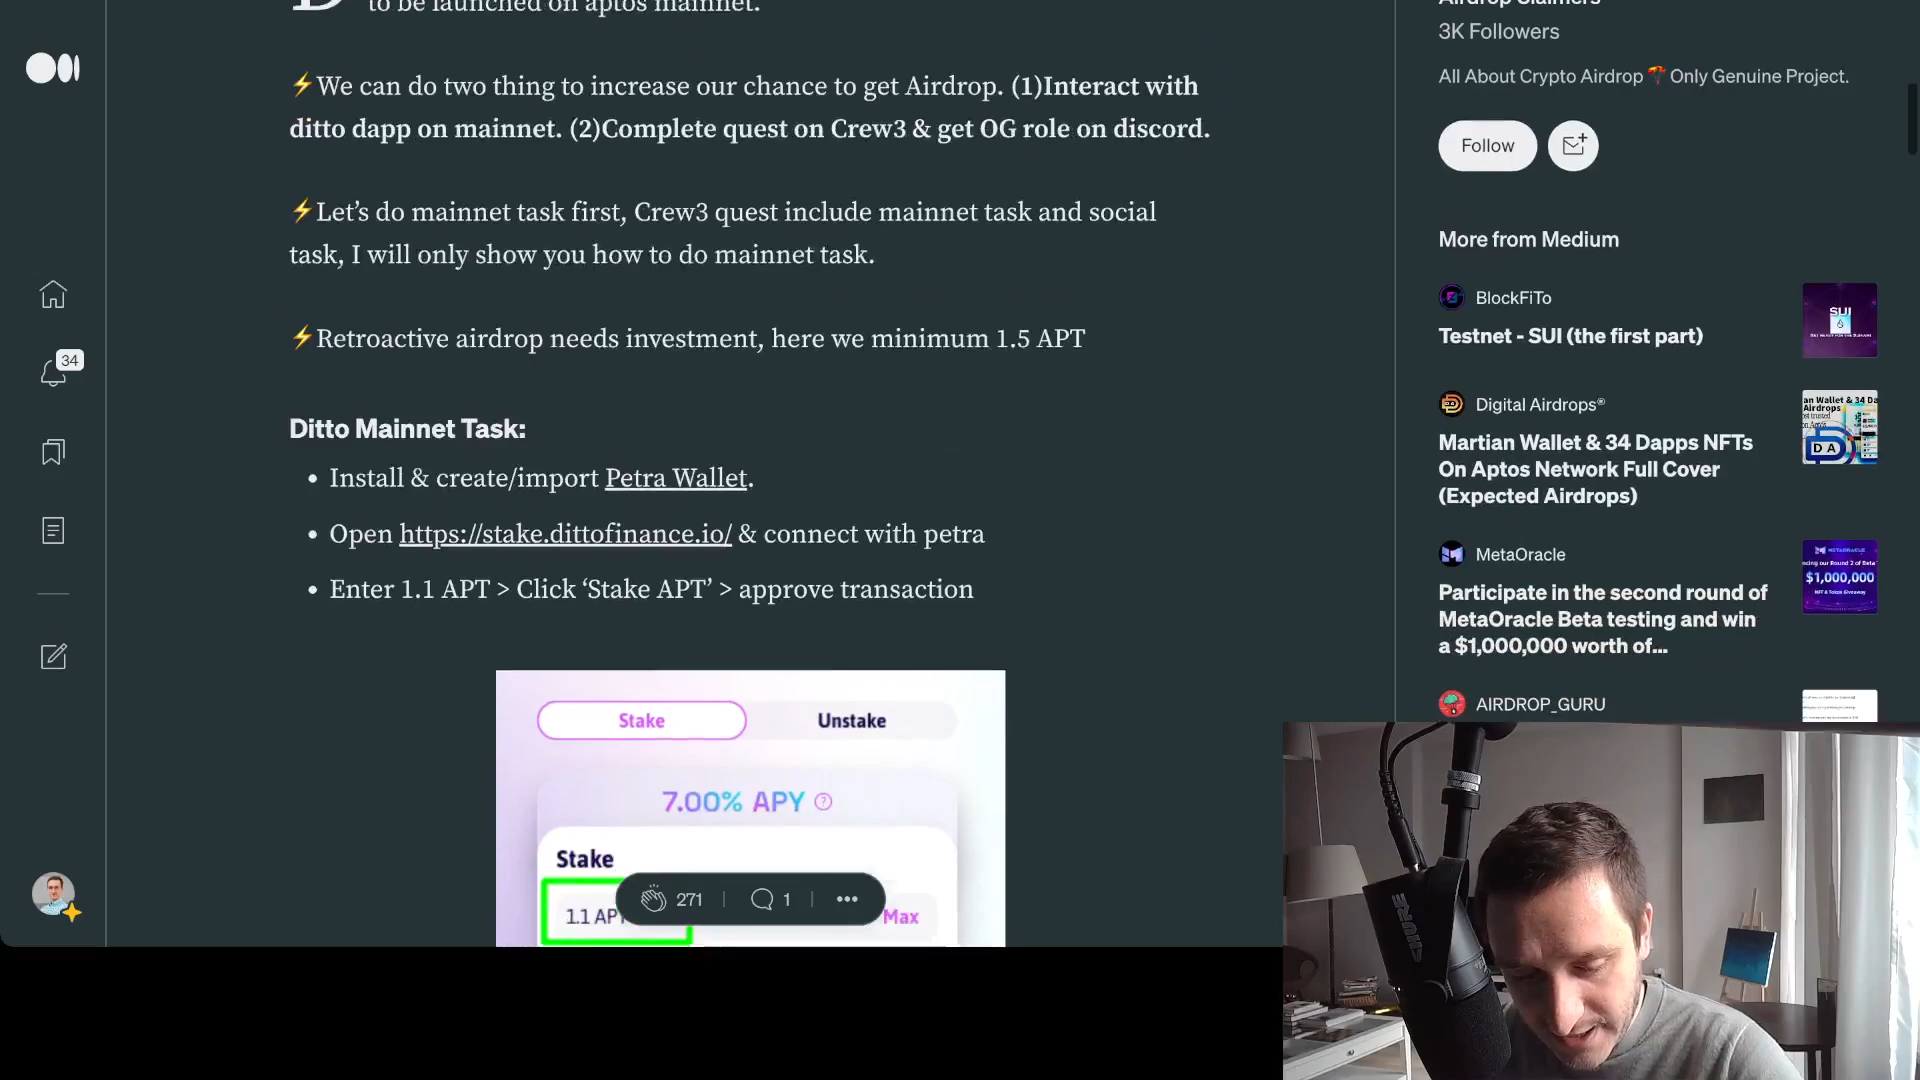 to be launched on aptos mainnet.
⚡We can do two thing to increase our chance to get Airdrop. (1)Interact with
ditto dapp on mainnet. (2)Complete quest on Crew3 & get OG role on discord.
⚡Let’s do mainnet task first, Crew3 quest include mainnet task and social
task, I will only show you how to do mainnet task.
⚡Retroactive airdrop needs investment, here we minimum 1.5 APT
Ditto Mainnet Task:
• Install & create/import Petra Wallet.
• Open https://stake.dittofinance.io/ & connect with petra
• Enter 1.1 APT > Click ‘Stake APT’ > approve transaction
Stake
Unstake
7.00% APY ?
Stake
1.1
Max
271
1
34
Airdrop Claimers
3K Followers
All About Crypto Airdrop 🪂 Only Genuine Project.
Follow
More from Medium
BlockFiTo
Testnet - SUI (the first part)
SUI
Digital Airdrops®
Martian Wallet & 34 Dapps NFTs
On Aptos Network Full Cover
(Expected Airdrops)
DA
MetaOracle
Participate in the second round of
MetaOracle Beta testing and win
a $1,000,000 worth of...
$1,000,000
AIRDROP_GURU
SHURE